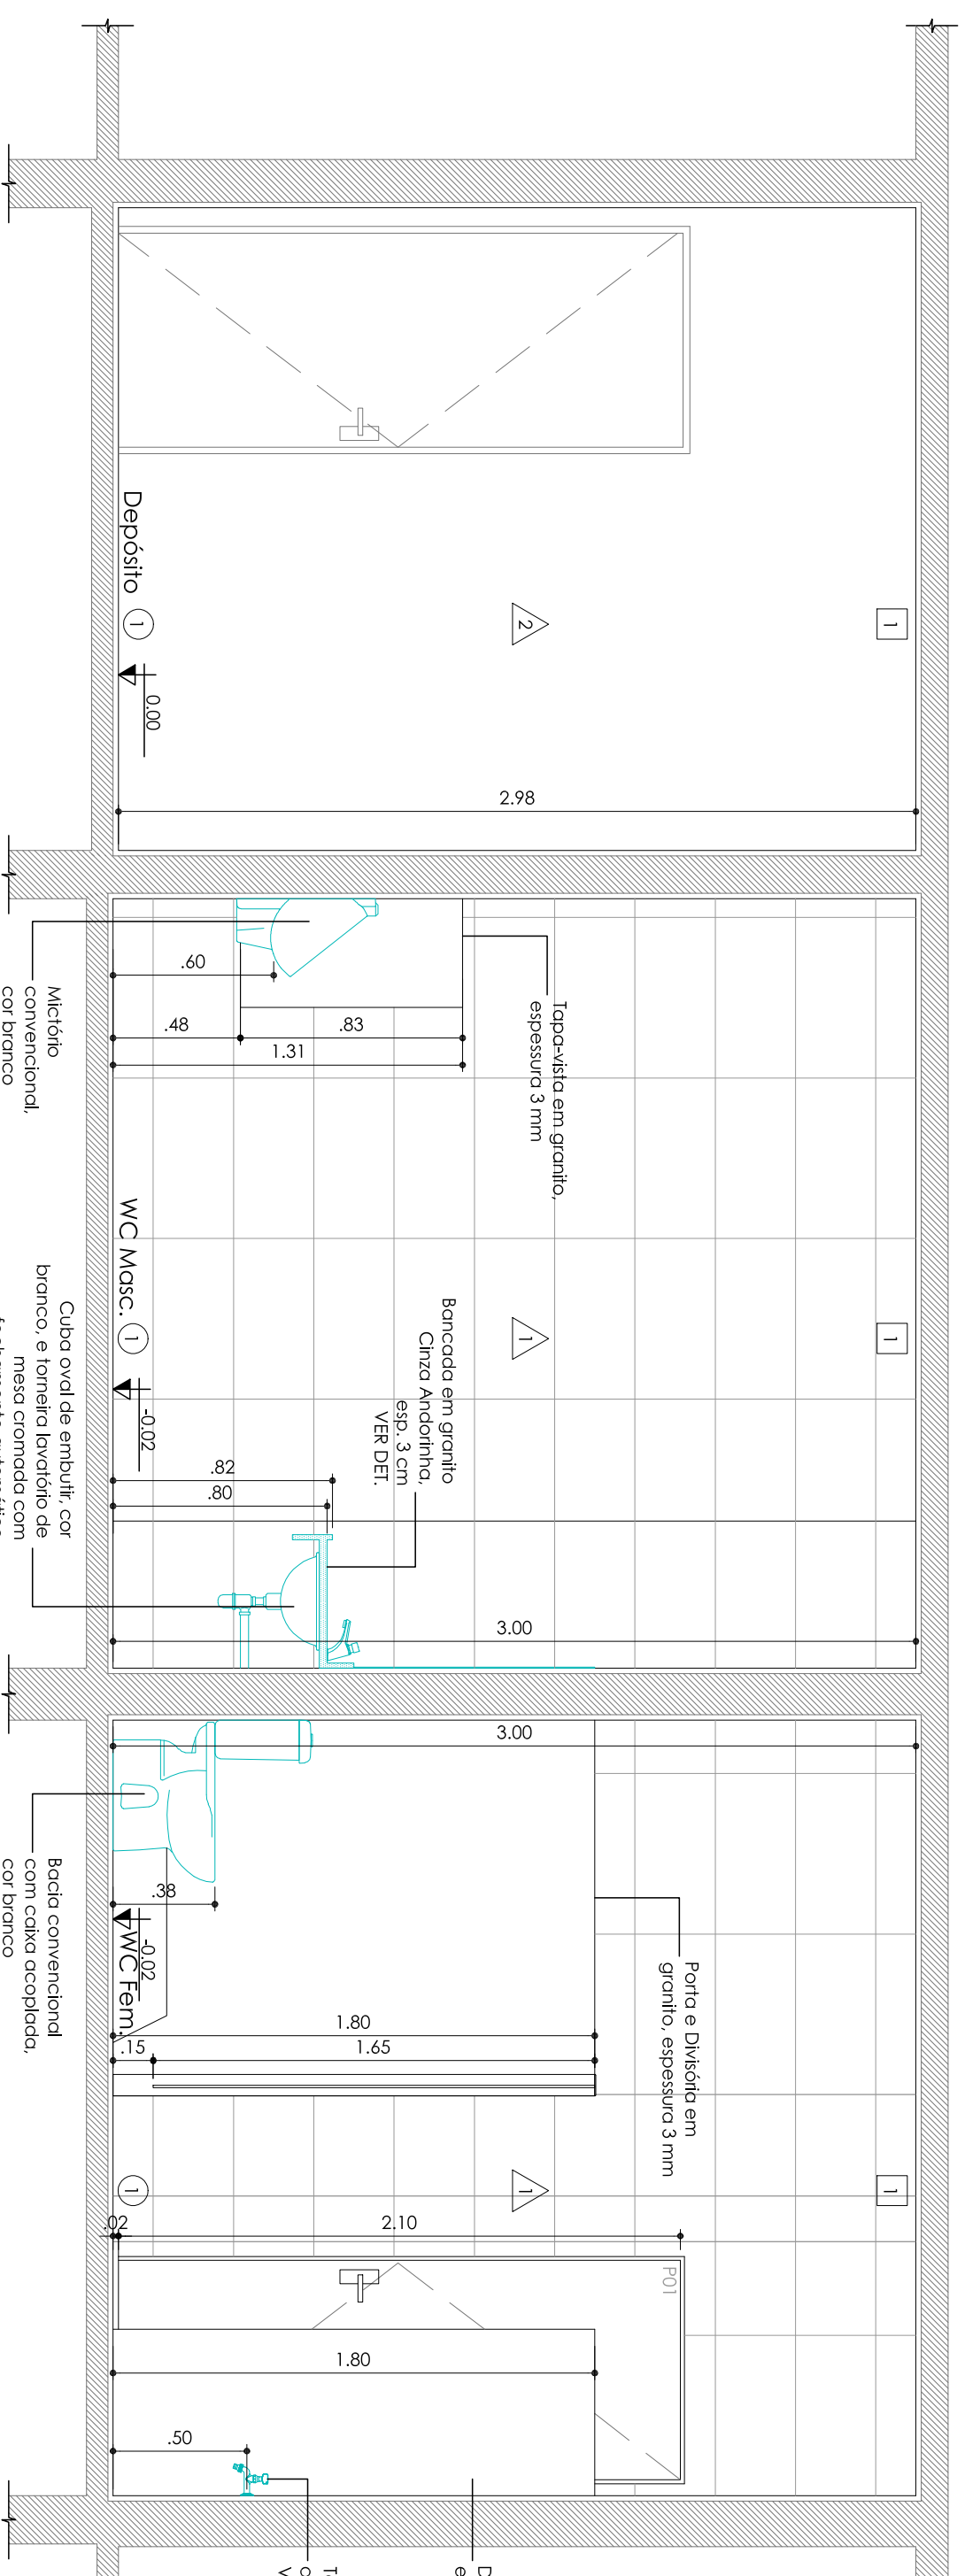 1
2
Depósito
1
0.00
2.98
Tapa-vista em granito,
espessura 3 mm
.60
.48
.83
1.31
Mictório
convencional,
cor branco
1
1
WC Masc.
1
-0.02
Bancada em granito
Cinza Andorinha,
esp. 3 cm
VER DET.
.82
.80
3.00
Cuba oval de embutir, cor
branco, e torneira lavatório de
mesa cromada com
3.00
.38
-0.02
WC Fem.
Bacia convencional
com caixa acoplada,
cor branco
Porta e Divisória em
granito, espessura 3 mm
1.80
.15
1.65
1
1
1
.02
2.10
P01
1.80
.50